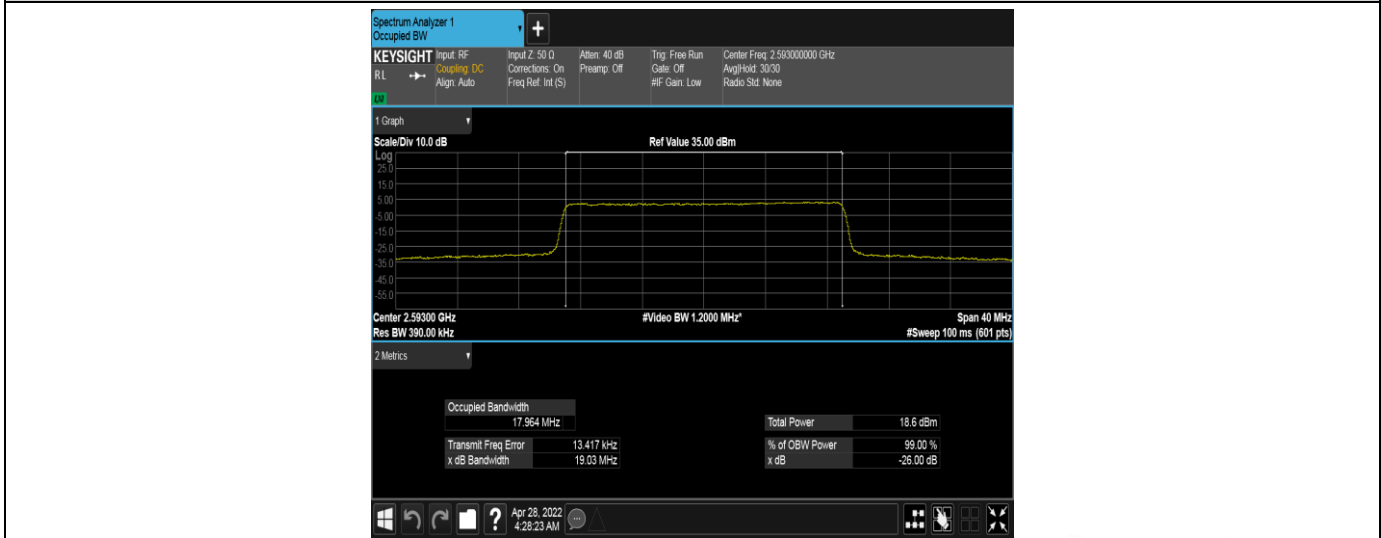 Spectrum Analyzer 1
Occupied BW
+
KEYSIGHT Input: RF Input Z: 50 Ω Atten: 40 dB Trig: Free Run Center Freq: 2.593000000 GHz
RL Coupling: DC Corrections: On Preamp: Off Gate: Off Avg|Hold: 30/30
Align: Auto Freq Ref: Int (S) #IF Gain: Low Radio Std: None
1 Graph
Scale/Div 10.0 dB Ref Value 35.00 dBm
Log
25.0
15.0
5.00
-5.00
-15.0
-25.0
-35.0
-45.0
-55.0
Center 2.59300 GHz #Video BW 1.2000 MHz* Span 40 MHz
Res BW 390.00 kHz #Sweep 100 ms (601 pts)
2 Metrics
Occupied Bandwidth
17.964 MHz Total Power 18.6 dBm
Transmit Freq Error 13.417 kHz % of OBW Power 99.00 %
x dB Bandwidth 19.03 MHz x dB -26.00 dB
? Apr 28, 2022
4:28:23 AM